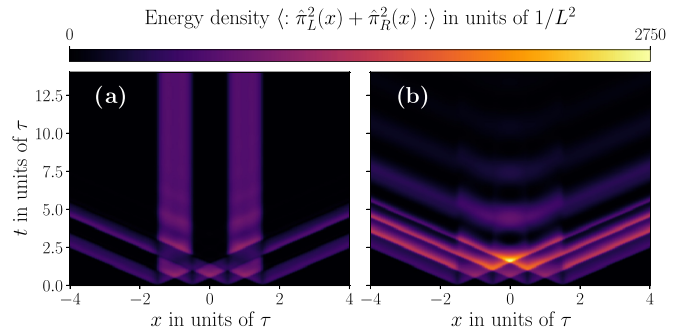 Energy density ⟨: π̂²_L(x) + π̂²_R(x) :⟩ in units of 1/L²
0 2750
(a) (b)
t in units of τ
12.5
10.0
7.5
5.0
2.5
0.0
−4 −2 0 2 4 −4 −2 0 2 4
x in units of τ x in units of τ